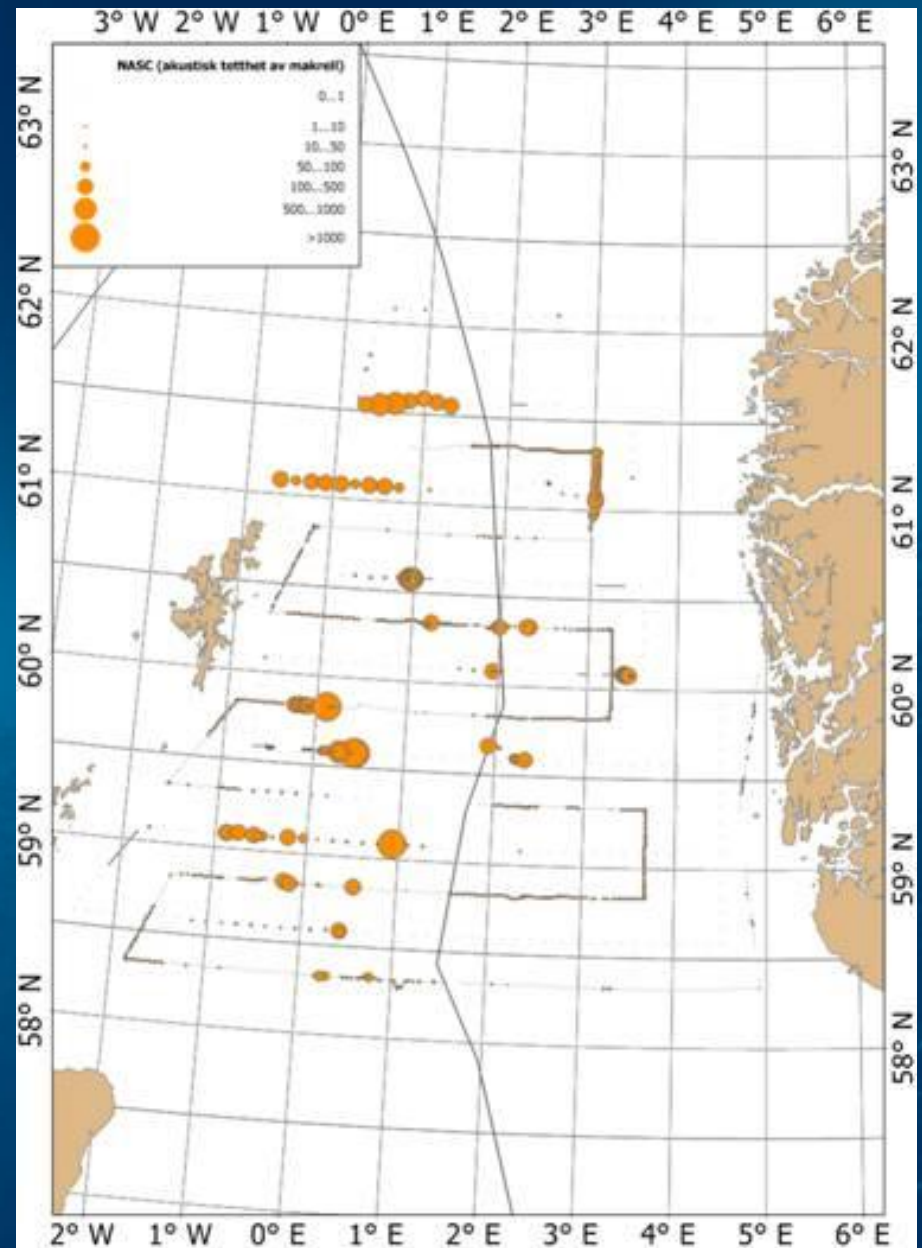 3° W 2° W 1° W 0° E 1° E 2° E 3° E 4° E 5° E 6° E
NASC (akustisk tetthet av makrell)
0...1
1...10
10...50
50...100
100...500
500...1000
>1000
63° N
62° N
61° N
60° N
59° N
58° N
63° N
62° N
61° N
60° N
59° N
58° N
2° W 1° W 0° E 1° E 2° E 3° E 4° E 5° E 6° E